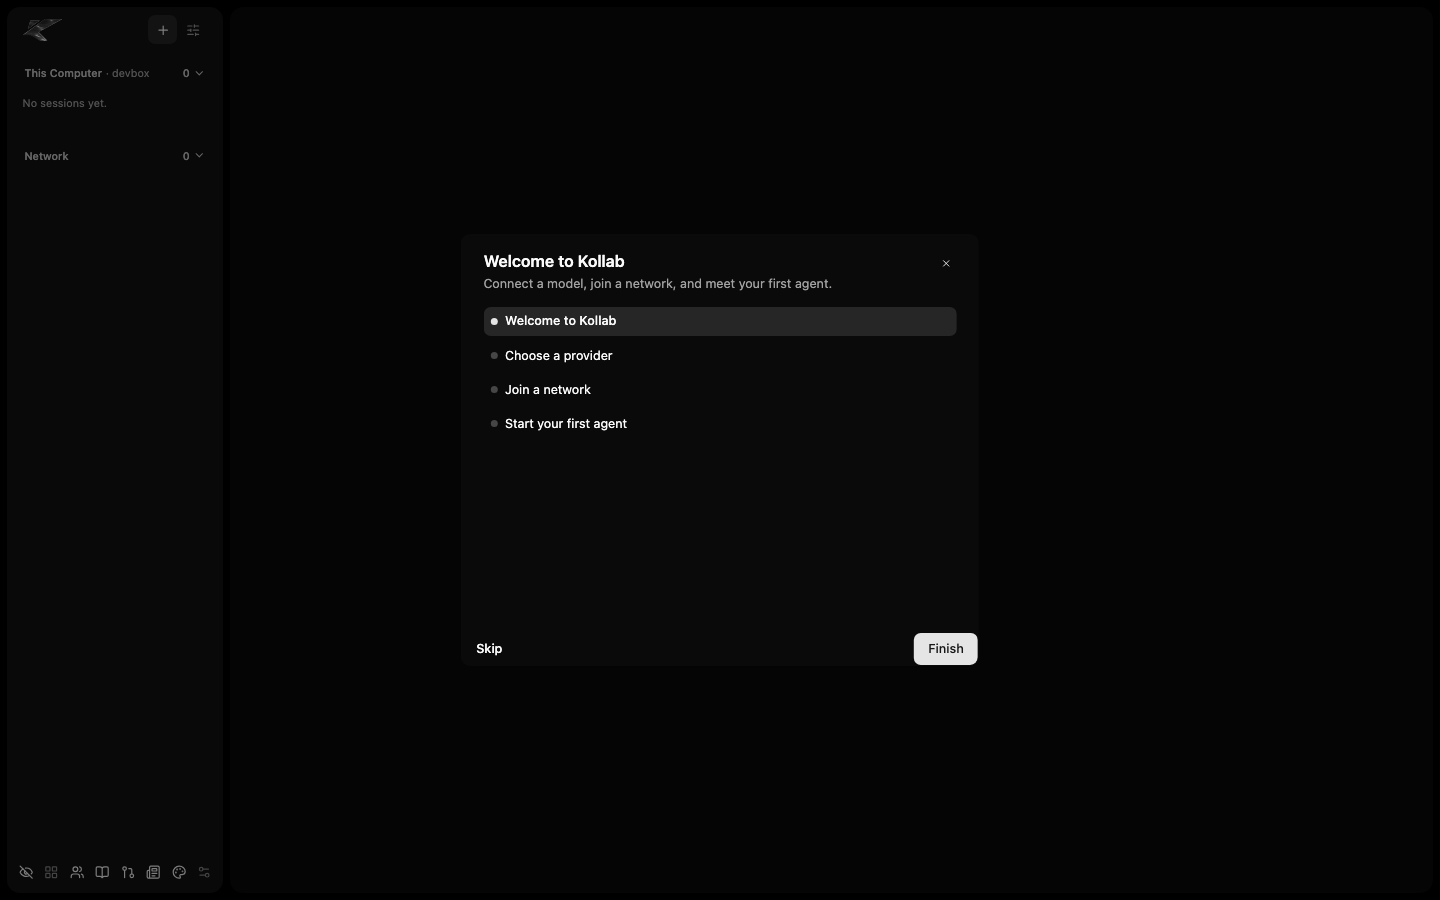 This Computer · devbox 0
No sessions yet.
Network 0
Welcome to Kollab
Connect a model, join a network, and meet your first agent.
Welcome to Kollab
Choose a provider
Join a network
Start your first agent
Skip Finish